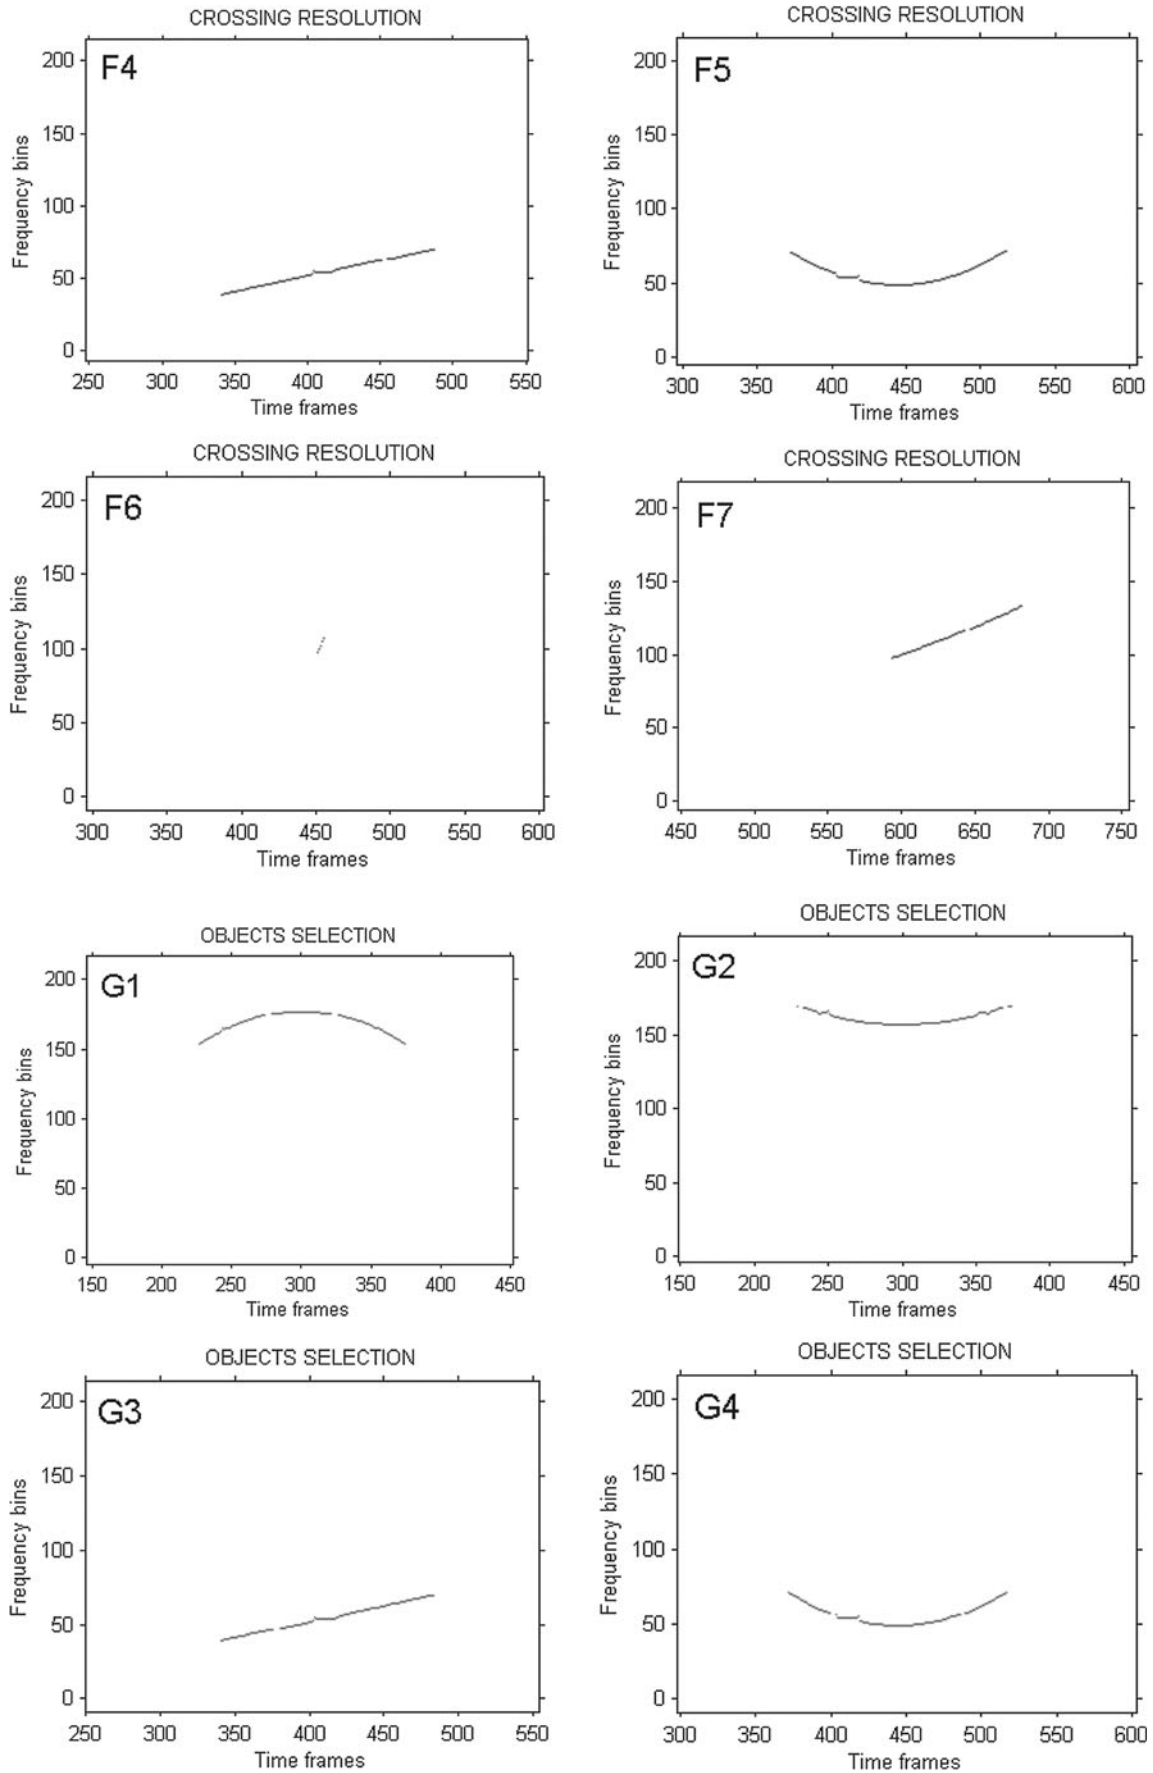 CROSSING RESOLUTION
F4
Frequency bins
200
150
100
50
0
250 300 350 400 450 500 550
Time frames
CROSSING RESOLUTION
F5
Frequency bins
200
150
100
50
0
300 350 400 450 500 550 600
Time frames
CROSSING RESOLUTION
F6
Frequency bins
200
150
100
50
0
300 350 400 450 500 550 600
Time frames
CROSSING RESOLUTION
F7
Frequency bins
200
150
100
50
0
450 500 550 600 650 700 750
Time frames
OBJECTS SELECTION
G1
Frequency bins
200
150
100
50
0
150 200 250 300 350 400 450
Time frames
OBJECTS SELECTION
G2
Frequency bins
200
150
100
50
0
150 200 250 300 350 400 450
Time frames
OBJECTS SELECTION
G3
Frequency bins
200
150
100
50
0
250 300 350 400 450 500 550
Time frames
OBJECTS SELECTION
G4
Frequency bins
200
150
100
50
0
300 350 400 450 500 550 600
Time frames